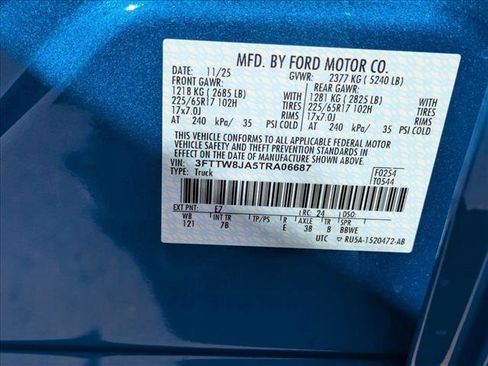 MFD. BY FORD MOTOR CO.
DATE: 11/25 GVWR: 2377 KG ( 5240 LB)
FRONT GAWR: REAR GAWR:
1218 KG ( 2685 LB) WITH 1281 KG ( 2825 LB) WITH
225/65R17 102H TIRES 225/65R17 102H TIRES
17x7.0J RIMS 17x7.0J RIMS
AT 240 kPa/ 35 PSI COLD AT 240 kPa/ 35 PSI COLD
THIS VEHICLE CONFORMS TO ALL APPLICABLE FEDERAL MOTOR
VEHICLE SAFETY AND THEFT PREVENTION STANDARDS IN EFFECT
ON THE DATE OF MANUFACTURE SHOWN ABOVE.
VIN: 3FTTW8JA5TRA06687 F0254
TYPE: Truck T0544
EXT PNT: E7 RC: 24 DSO:
WB INT TR TP/PS R AXLE TR SPR
121 7B E 38 8 BBWE
UTC RU5A-1520472-AB